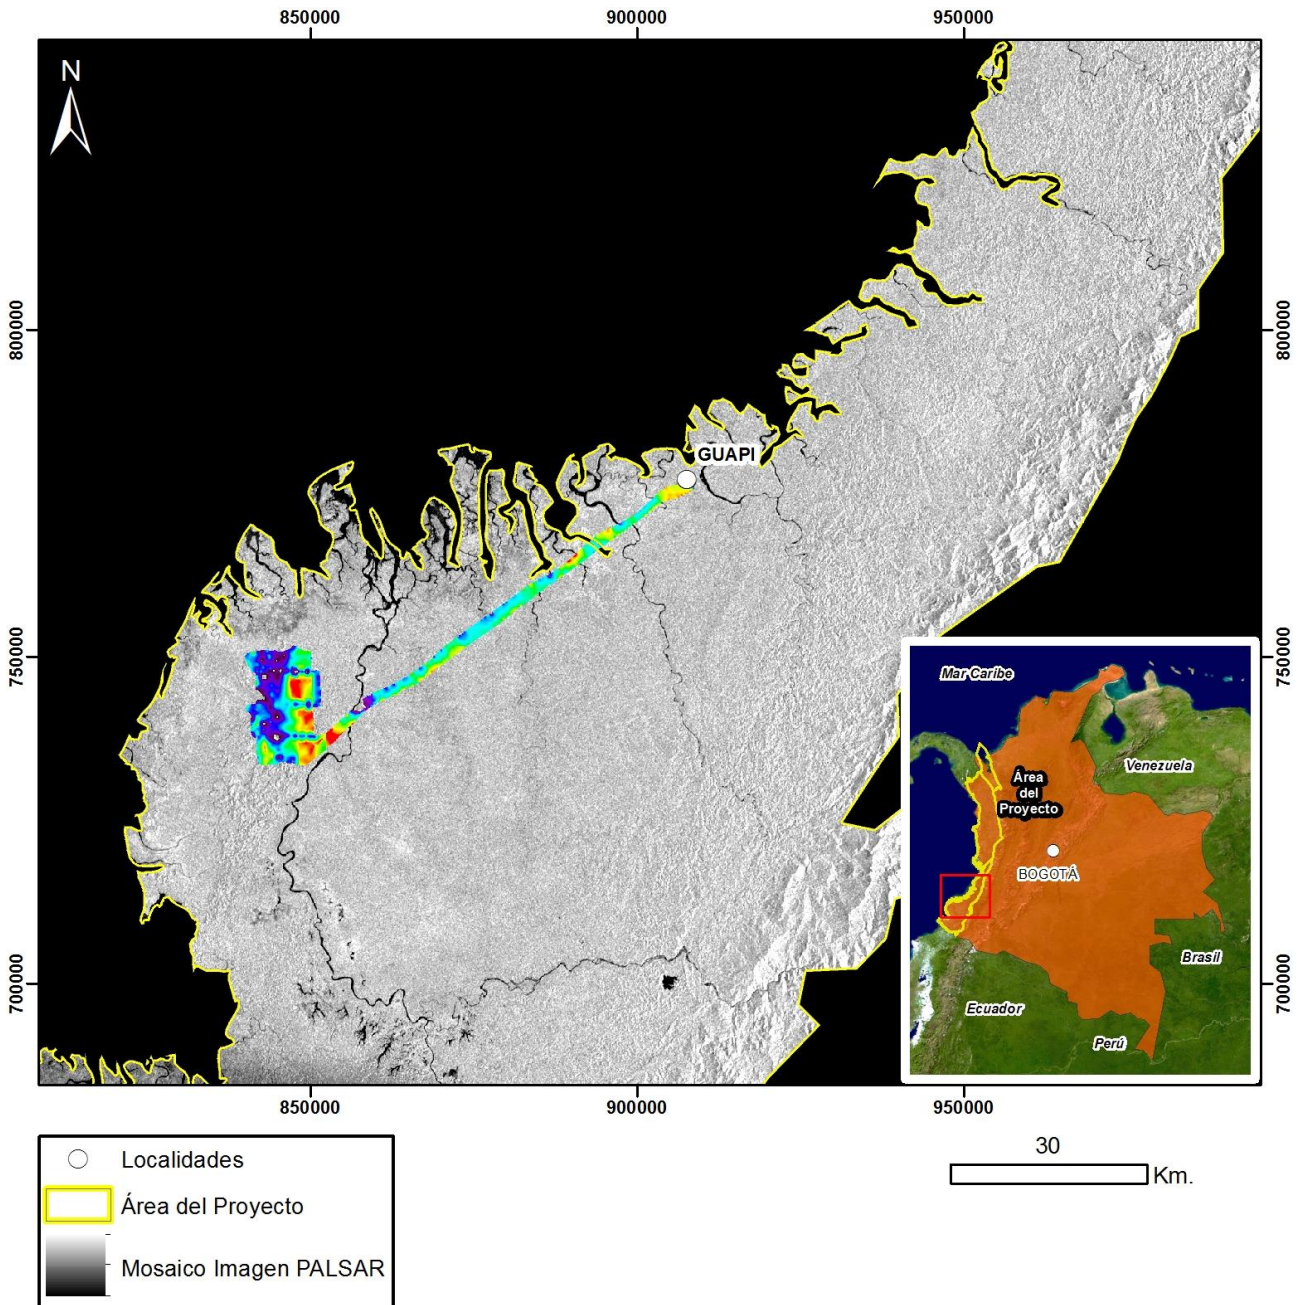 850000
900000
950000
N
800000
800000
GUAPI
750000
750000
Mar Caribe
Venezuela
Área
del
Proyecto
BOGOTÁ
Brasil
Ecuador
Perú
700000
700000
850000
900000
950000
30
Km.
Localidades
Área del Proyecto
Mosaico Imagen PALSAR